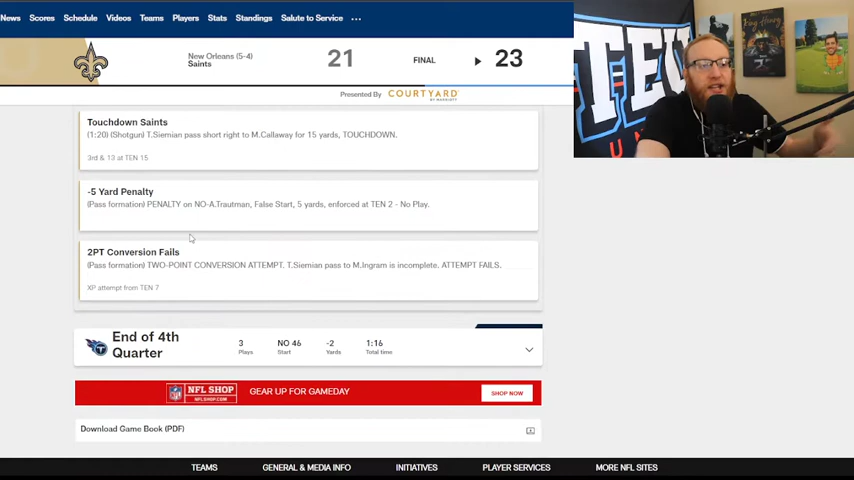 News Scores Schedule Videos Teams Players Stats Standings Salute to Service ...
New Orleans (5-4)
Saints
21
FINAL
23
Presented By COURTYARD
Touchdown Saints
(1:20) (Shotgun) T.Siemian pass short right to M.Callaway for 15 yards, TOUCHDOWN.
3rd & 13 at TEN 15
-5 Yard Penalty
(Pass formation) PENALTY on NO-A.Trautman, False Start, 5 yards, enforced at TEN 2 - No Play.
2PT Conversion Fails
(Pass formation) TWO-POINT CONVERSION ATTEMPT. T.Siemian pass to M.Ingram is incomplete. ATTEMPT FAILS.
XP attempt from TEN 7
End of 4th
Quarter
3 NO 46 -2 1:16
Plays Start Yards Total time
NFL SHOP
NFLSHOP.COM
GEAR UP FOR GAMEDAY
SHOP NOW
Download Game Book (PDF)
TEAMS GENERAL & MEDIA INFO INITIATIVES PLAYER SERVICES MORE NFL SITES